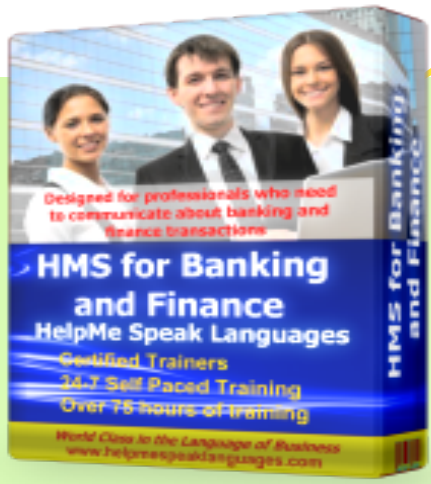 Designed for professionals who need
to communicate about banking and
finance transactions
HMS for Banking
and Finance
HelpMe Speak Languages
Certified Trainers
24-7 Self Paced Training
Over 75 hours of training
World Class in the Language of Business
www.helpmespeaklanguages.com
HMS for Banking
and Finance